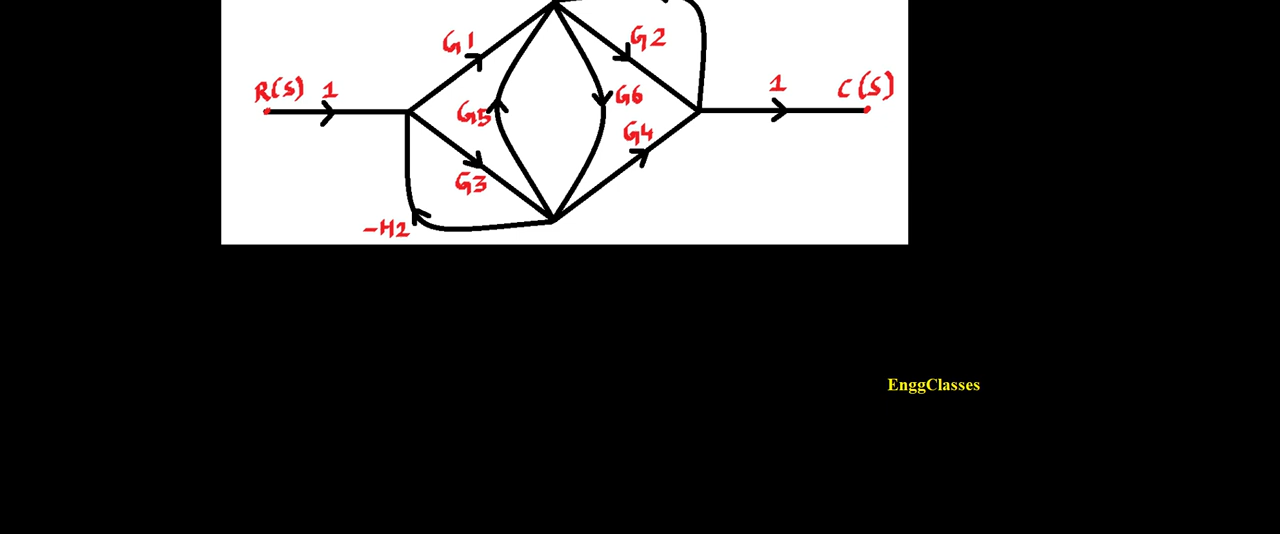 G1
G2
R(S)
1
1
C(S)
G5
G6
G4
G3
-H2
EnggClasses